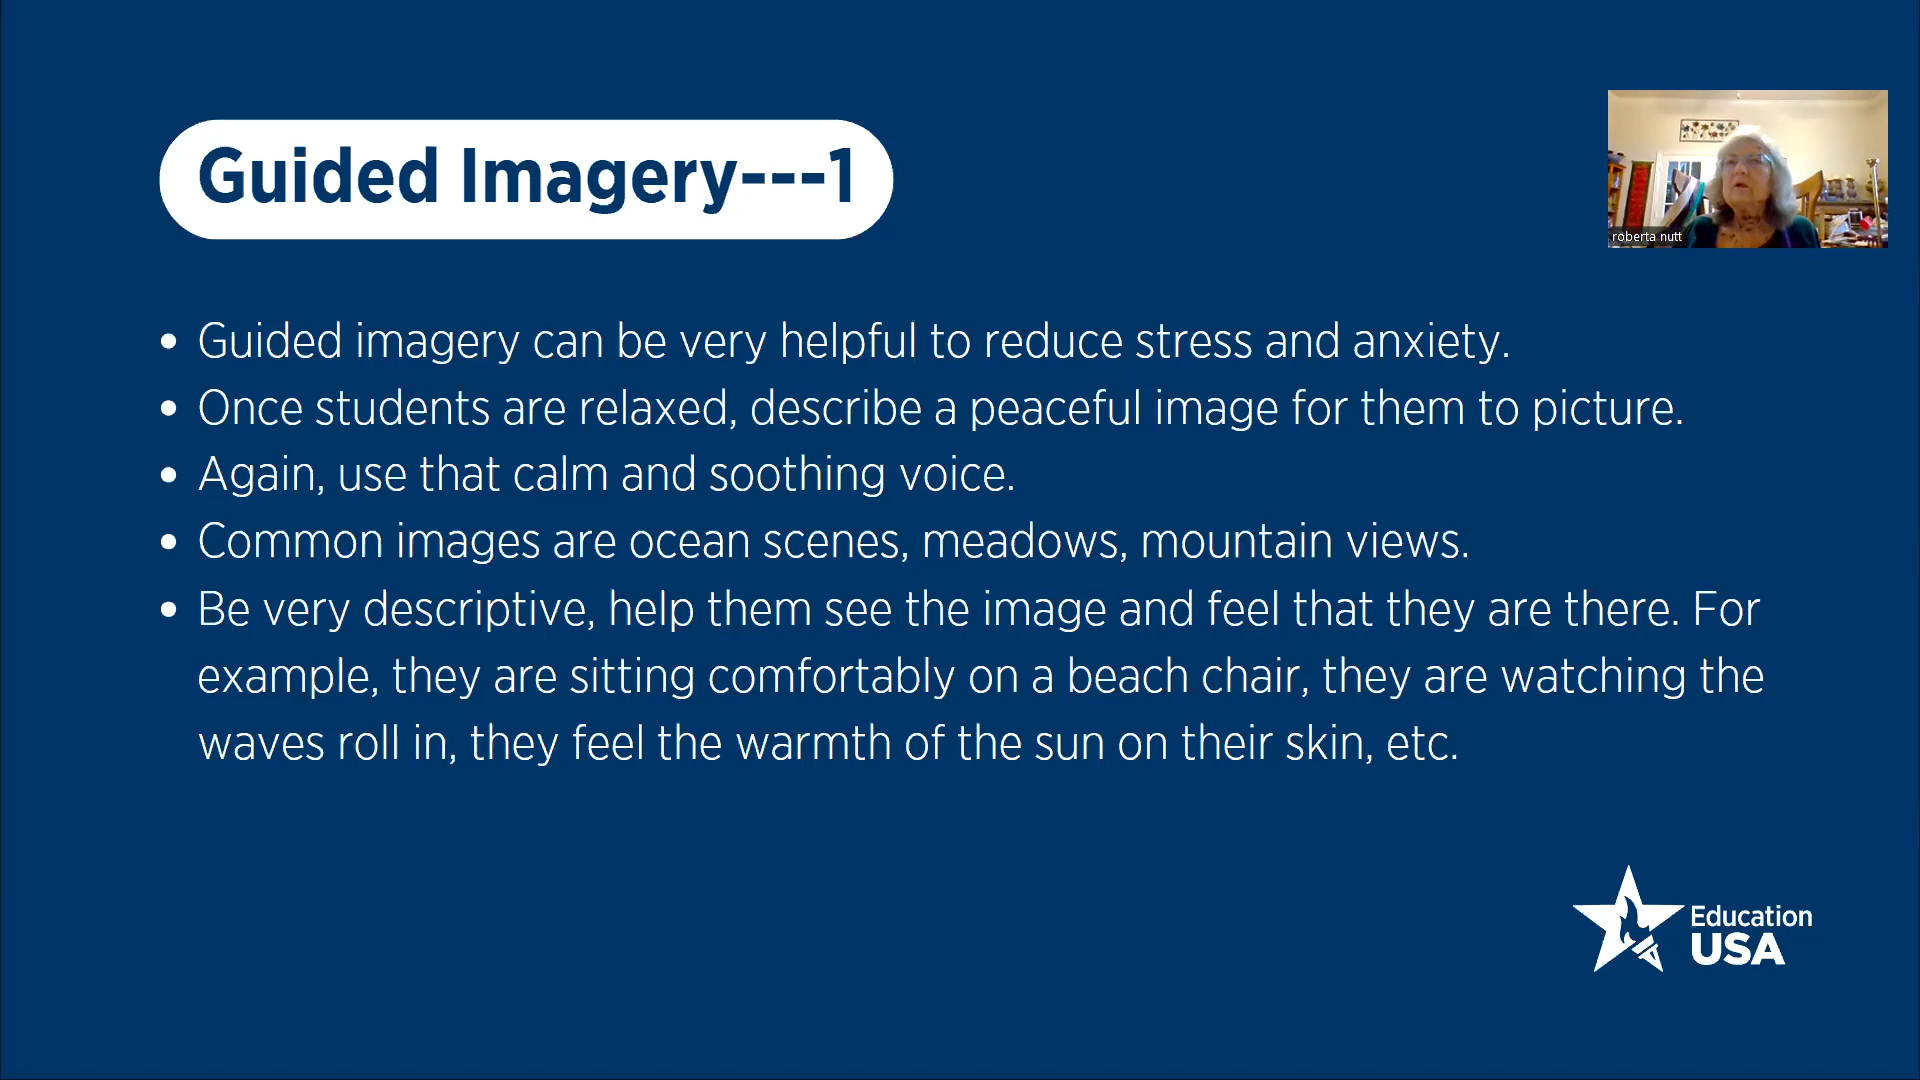 Guided Imagery---1
roberta nutt
• Guided imagery can be very helpful to reduce stress and anxiety.
• Once students are relaxed, describe a peaceful image for them to picture.
• Again, use that calm and soothing voice.
• Common images are ocean scenes, meadows, mountain views.
• Be very descriptive, help them see the image and feel that they are there. For
example, they are sitting comfortably on a beach chair, they are watching the
waves roll in, they feel the warmth of the sun on their skin, etc.
Education
USA